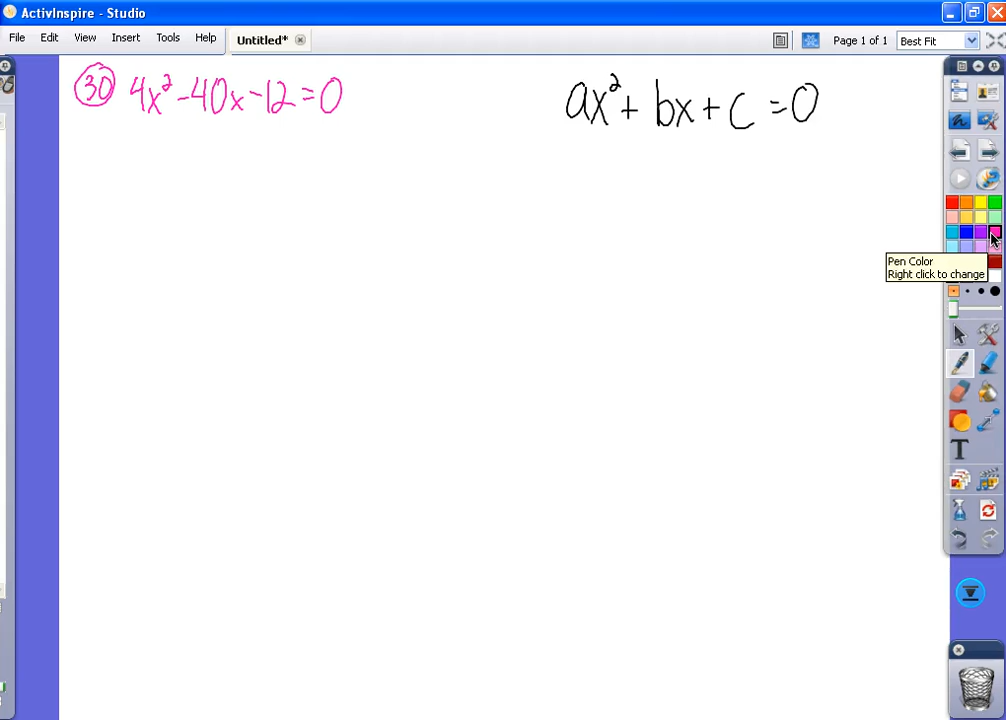 ActivInspire - Studio
File Edit View Insert Tools Help Untitled* Page 1 of 1 Best Fit
30 4x² - 40x - 12 = 0
ax² + bx + c = 0
Pen Color
Right click to change
T